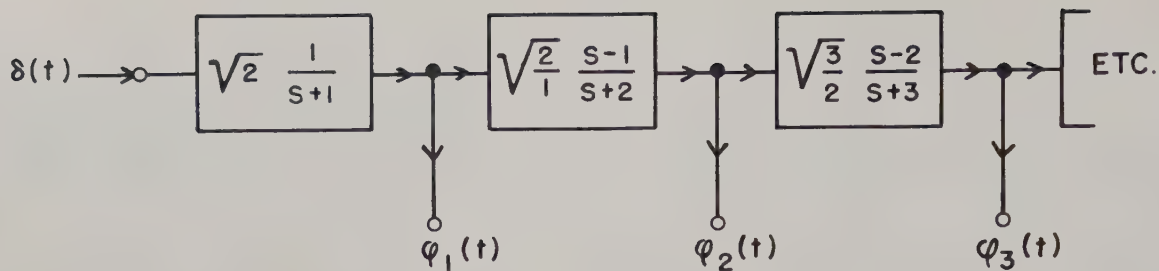 δ(t)
√2 1/(S+1)
√(2/1) (S-1)/(S+2)
√(3/2) (S-2)/(S+3)
ETC.
φ₁(t)
φ₂(t)
φ₃(t)